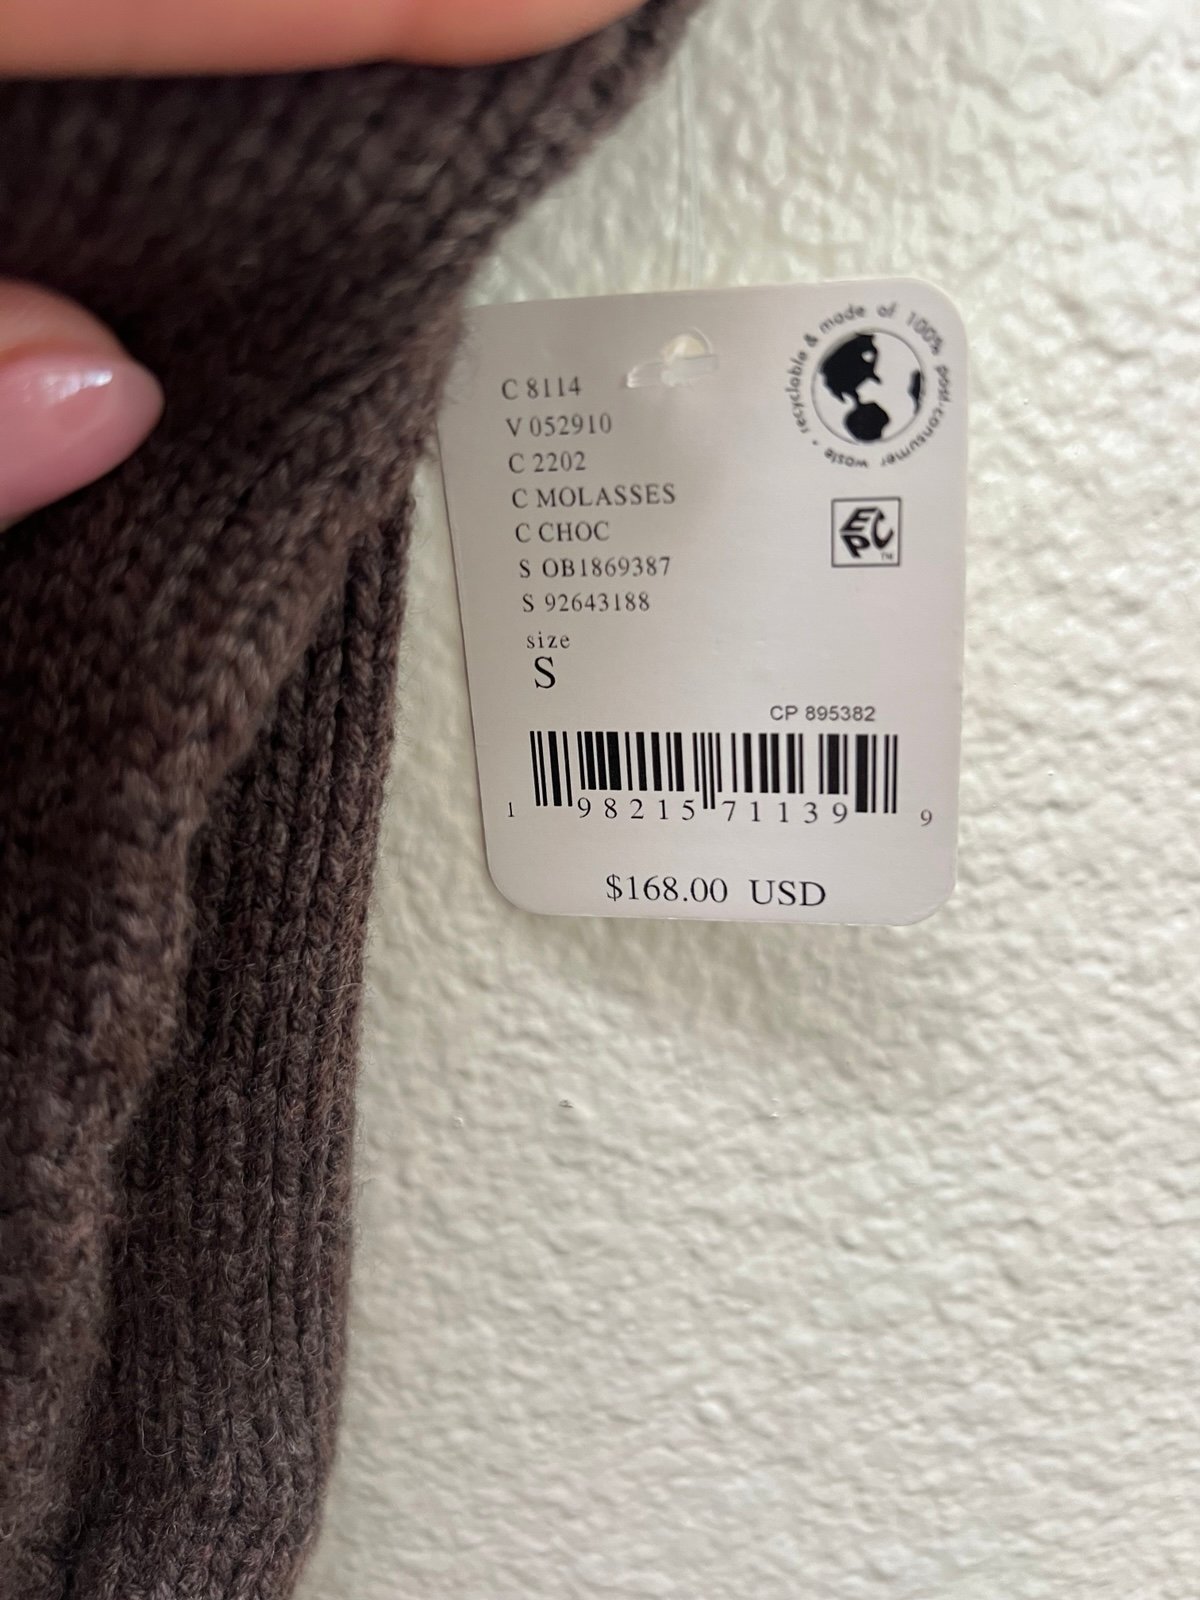 recyclable & made of 100% post-consumer waste •
C 8114
V 052910
C 2202
C MOLASSES
C CHOC
S OB1869387
S 92643188
EPC™
size
S
CP 895382
1 98215 71139 9
$168.00 USD